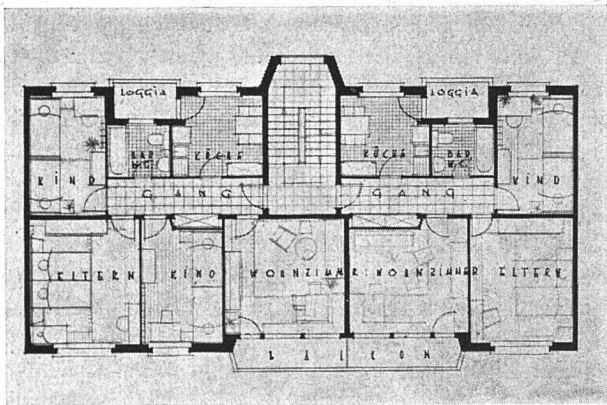 LOGGIA LOGGIA
BAD WC KÜCHE KÜCHE BAD WC
KIND KIND
GANG GANG
ELTERN KIND WOHNZIMMER WOHNZIMMER ELTERN
BALKON